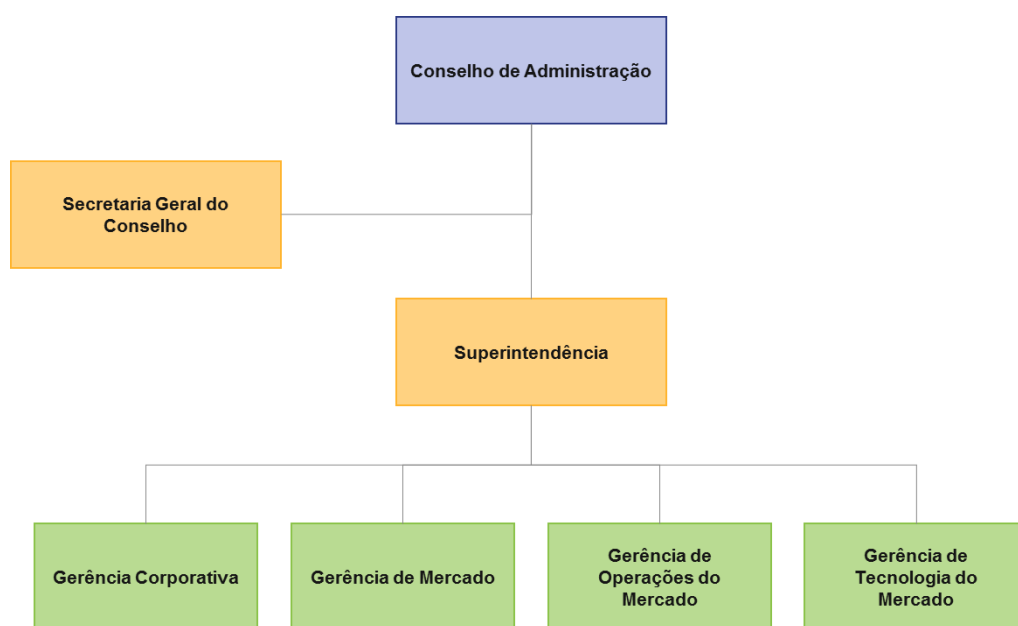 Conselho de Administração
Secretaria Geral do
Conselho
Superintendência
Gerência Corporativa
Gerência de Mercado
Gerência de
Operações do
Mercado
Gerência de
Tecnologia do
Mercado